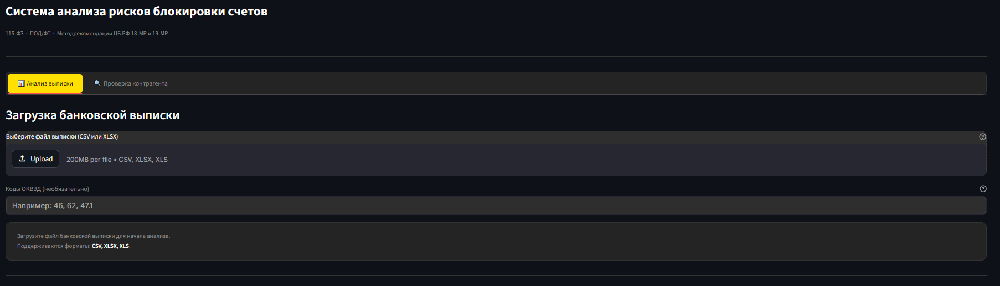 Система анализа рисков блокировки счетов
115-ФЗ · ПОД/ФТ · Методрекомендации ЦБ РФ 18-МР и 19-МР
Анализ выписки
Проверка контрагента
Загрузка банковской выписки
Выберите файл выписки (CSV или XLSX)
Upload
200MB per file • CSV, XLSX, XLS
Коды ОКВЭД (необязательно)
Например: 46, 62, 47.1
Загрузите файл банковской выписки для начала анализа.
Поддерживаются форматы: CSV, XLSX, XLS.